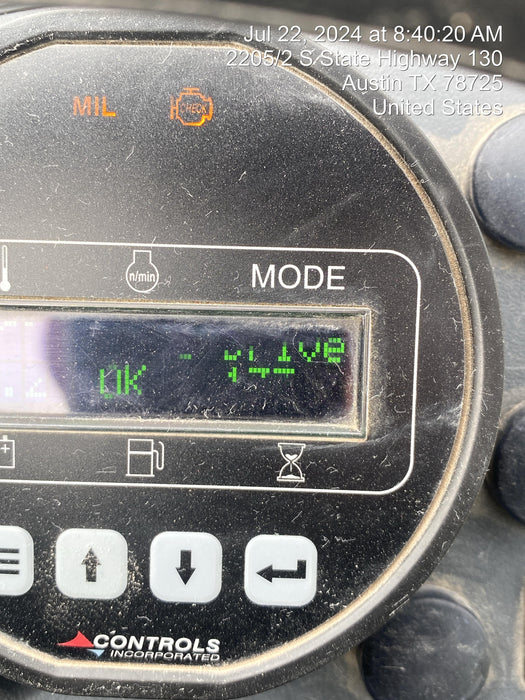 Jul 22, 2024 at 8:40:20 AM
2205/2 S State Highway 130
Austin TX 78725
United States
MIL
CHECK
n/min
MODE
CONTROLS
INCORPORATED